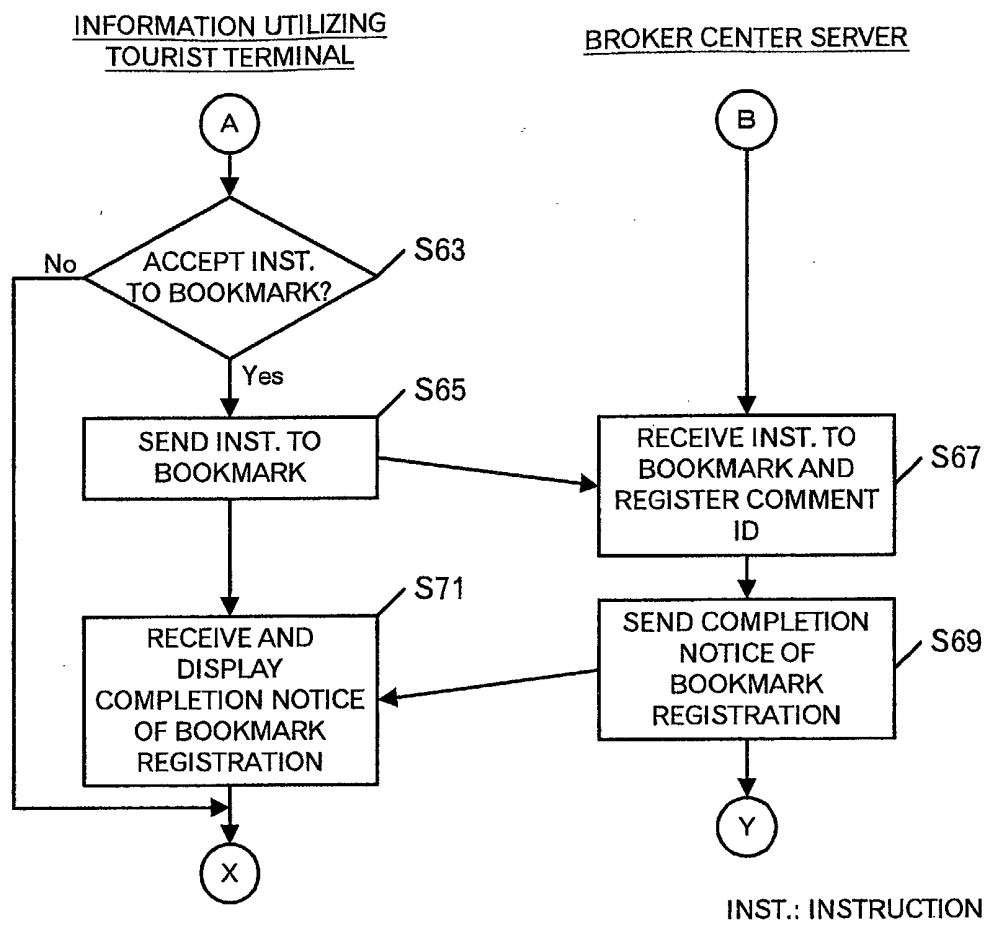 INFORMATION UTILIZING
TOURIST TERMINAL
BROKER CENTER SERVER
A
B
S63
No
ACCEPT INST.
TO BOOKMARK?
Yes
S65
SEND INST. TO
BOOKMARK
RECEIVE INST. TO
BOOKMARK AND
REGISTER COMMENT
ID
S67
S71
RECEIVE AND
DISPLAY
COMPLETION NOTICE
OF BOOKMARK
REGISTRATION
SEND COMPLETION
NOTICE OF
BOOKMARK
REGISTRATION
S69
X
Y
INST.: INSTRUCTION